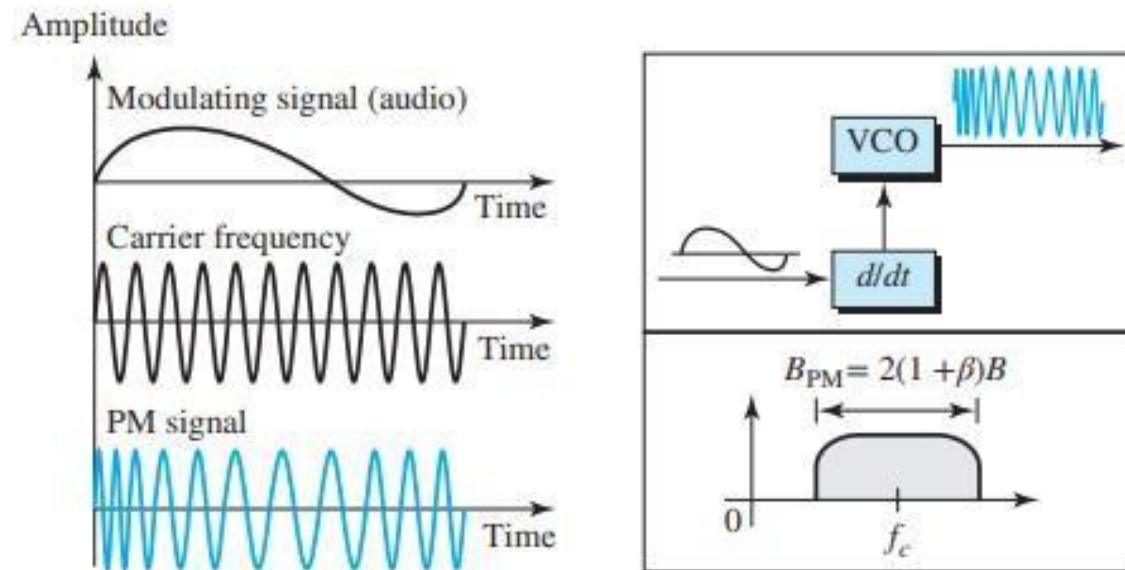 Amplitude
Modulating signal (audio)
Time
Carrier frequency
Time
PM signal
Time
VCO
d/dt
B_PM = 2(1 + β)B
0
f_c